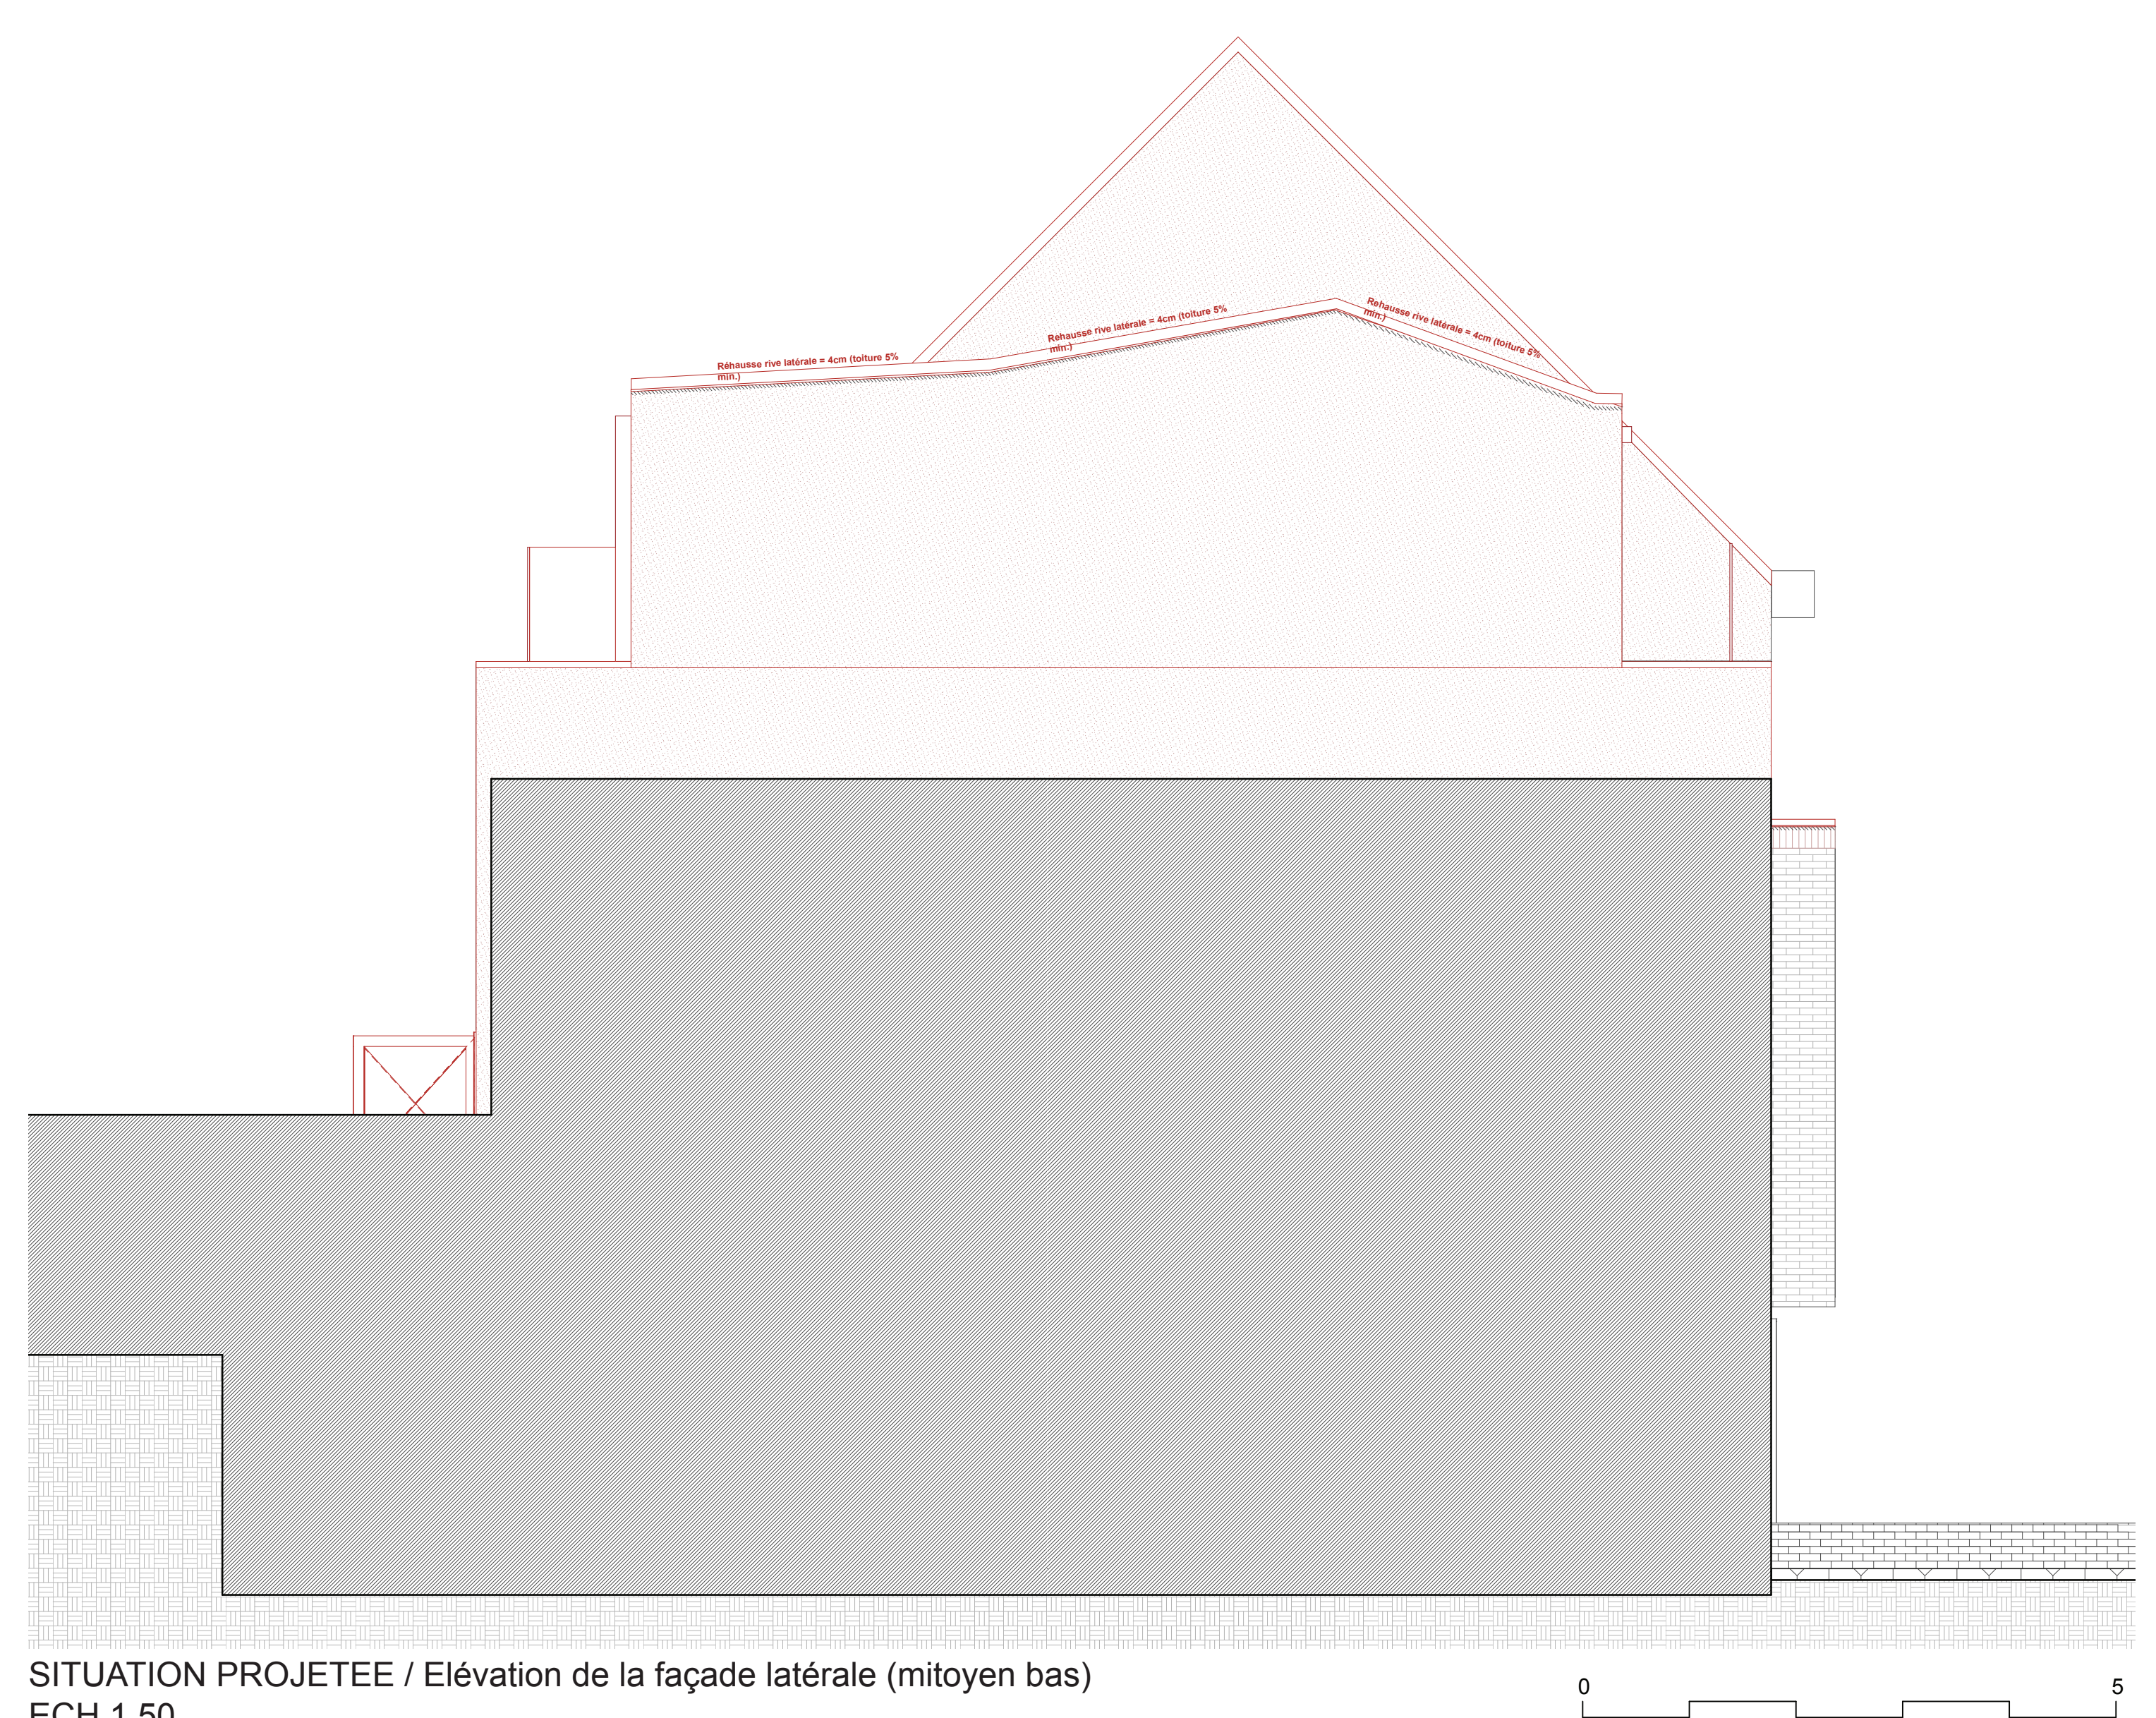 Réhausse rive latérale = 4cm (toiture 5%
min.)
Rehausse rive latérale = 4cm (toiture 5%
min.)
Rehausse rive latérale = 4cm (toiture 5%
min.)
SITUATION PROJETEE / Elévation de la façade latérale (mitoyen bas)
ECH 1.50
0 5